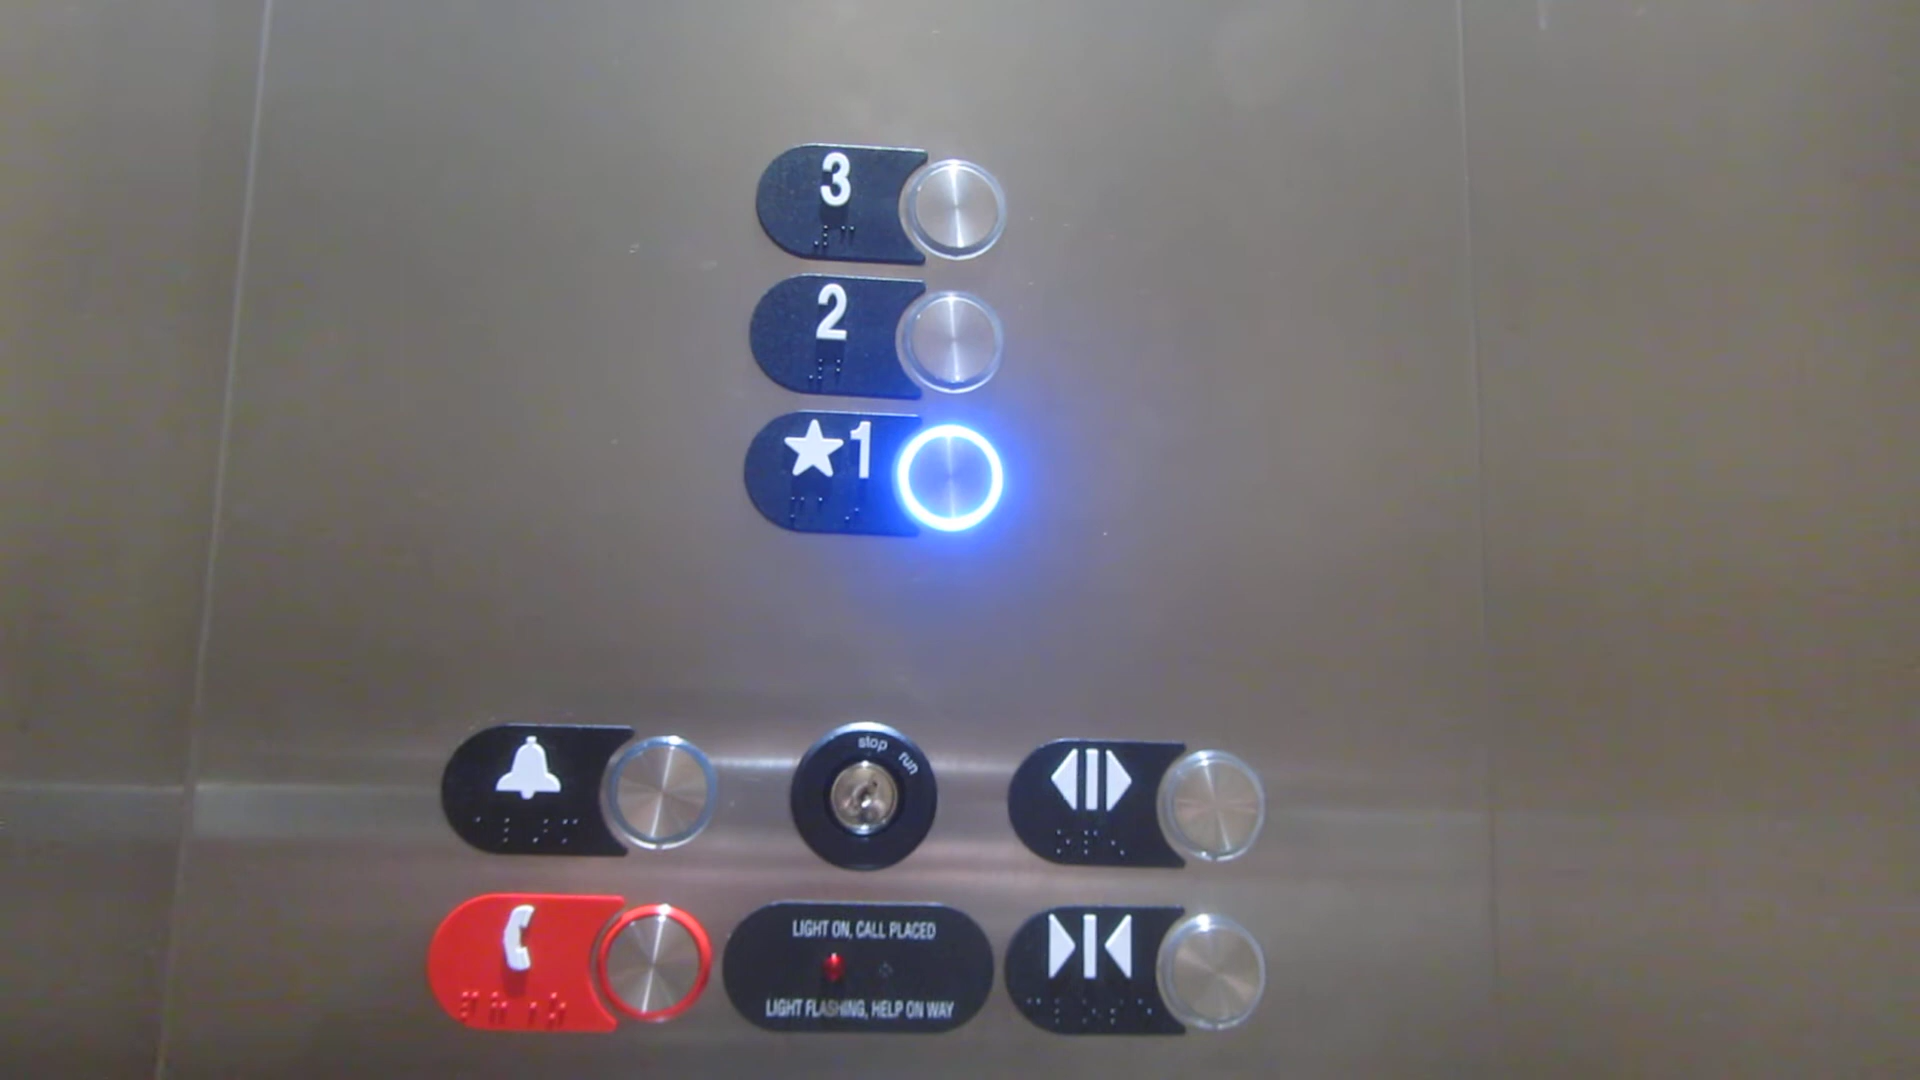 3
2
★1
stop
run
LIGHT ON, CALL PLACED
LIGHT FLASHING, HELP ON WAY